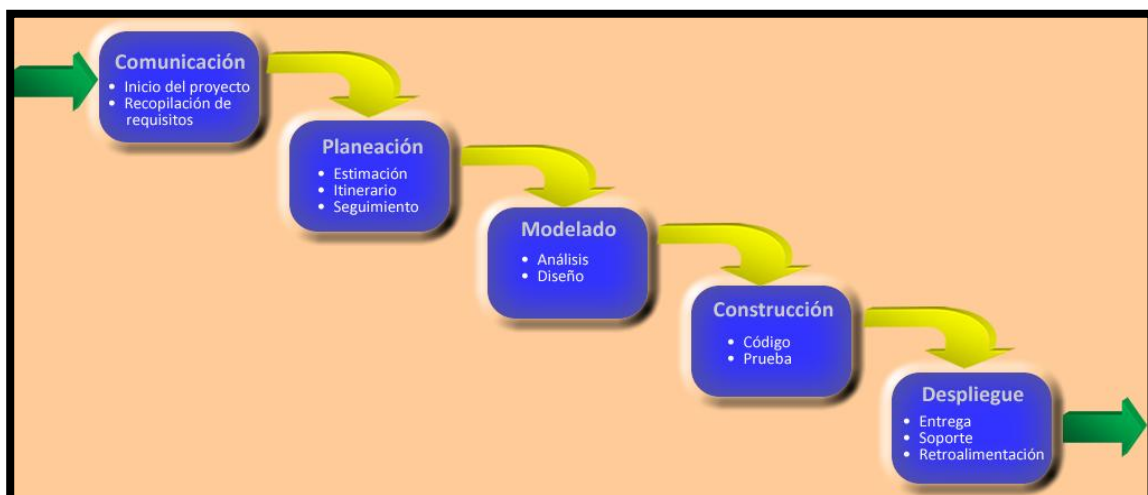 Comunicación
• Inicio del proyecto
• Recopilación de
requisitos
Planeación
• Estimación
• Itinerario
• Seguimiento
Modelado
• Análisis
• Diseño
Construcción
• Código
• Prueba
Despliegue
• Entrega
• Soporte
• Retroalimentación